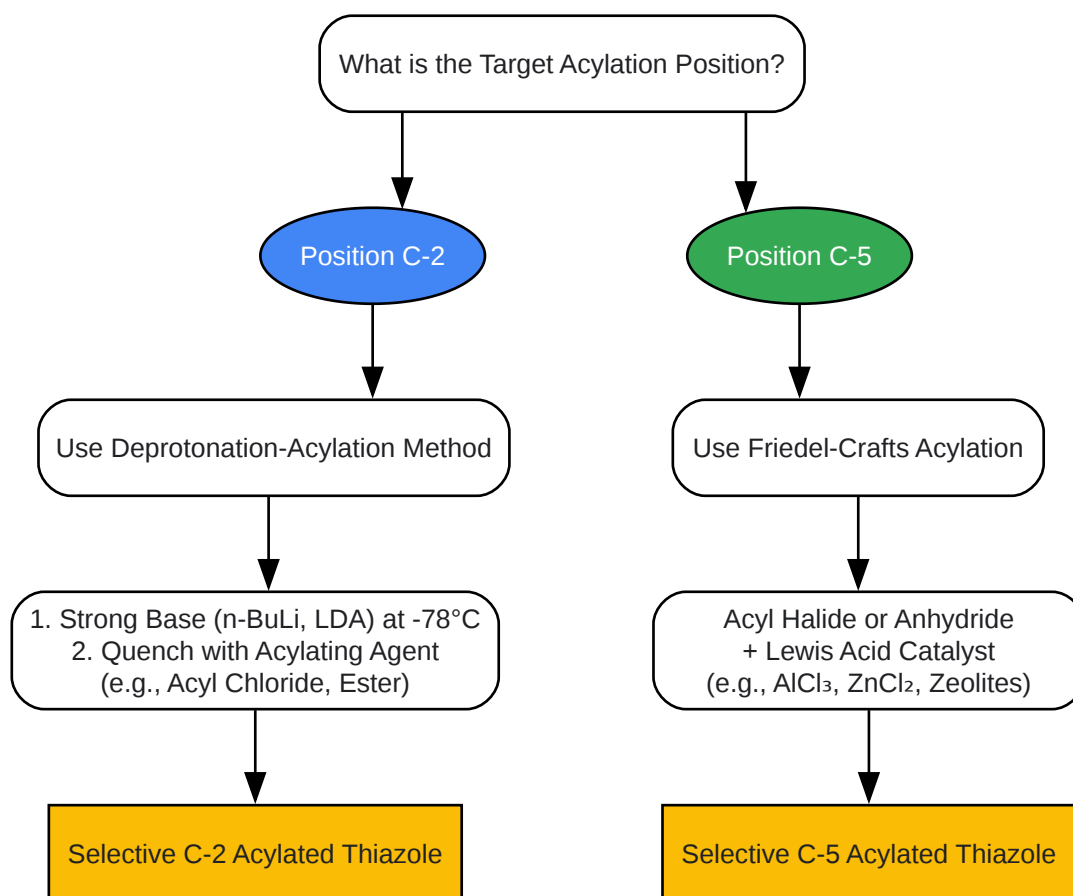 What is the Target Acylation Position?
Position C-2
Position C-5
Use Deprotonation-Acylation Method
Use Friedel-Crafts Acylation
1. Strong Base (n-BuLi, LDA) at -78°C
2. Quench with Acylating Agent
(e.g., Acyl Chloride, Ester)
Acyl Halide or Anhydride
+ Lewis Acid Catalyst
(e.g., AlCl₃, ZnCl₂, Zeolites)
Selective C-2 Acylated Thiazole
Selective C-5 Acylated Thiazole